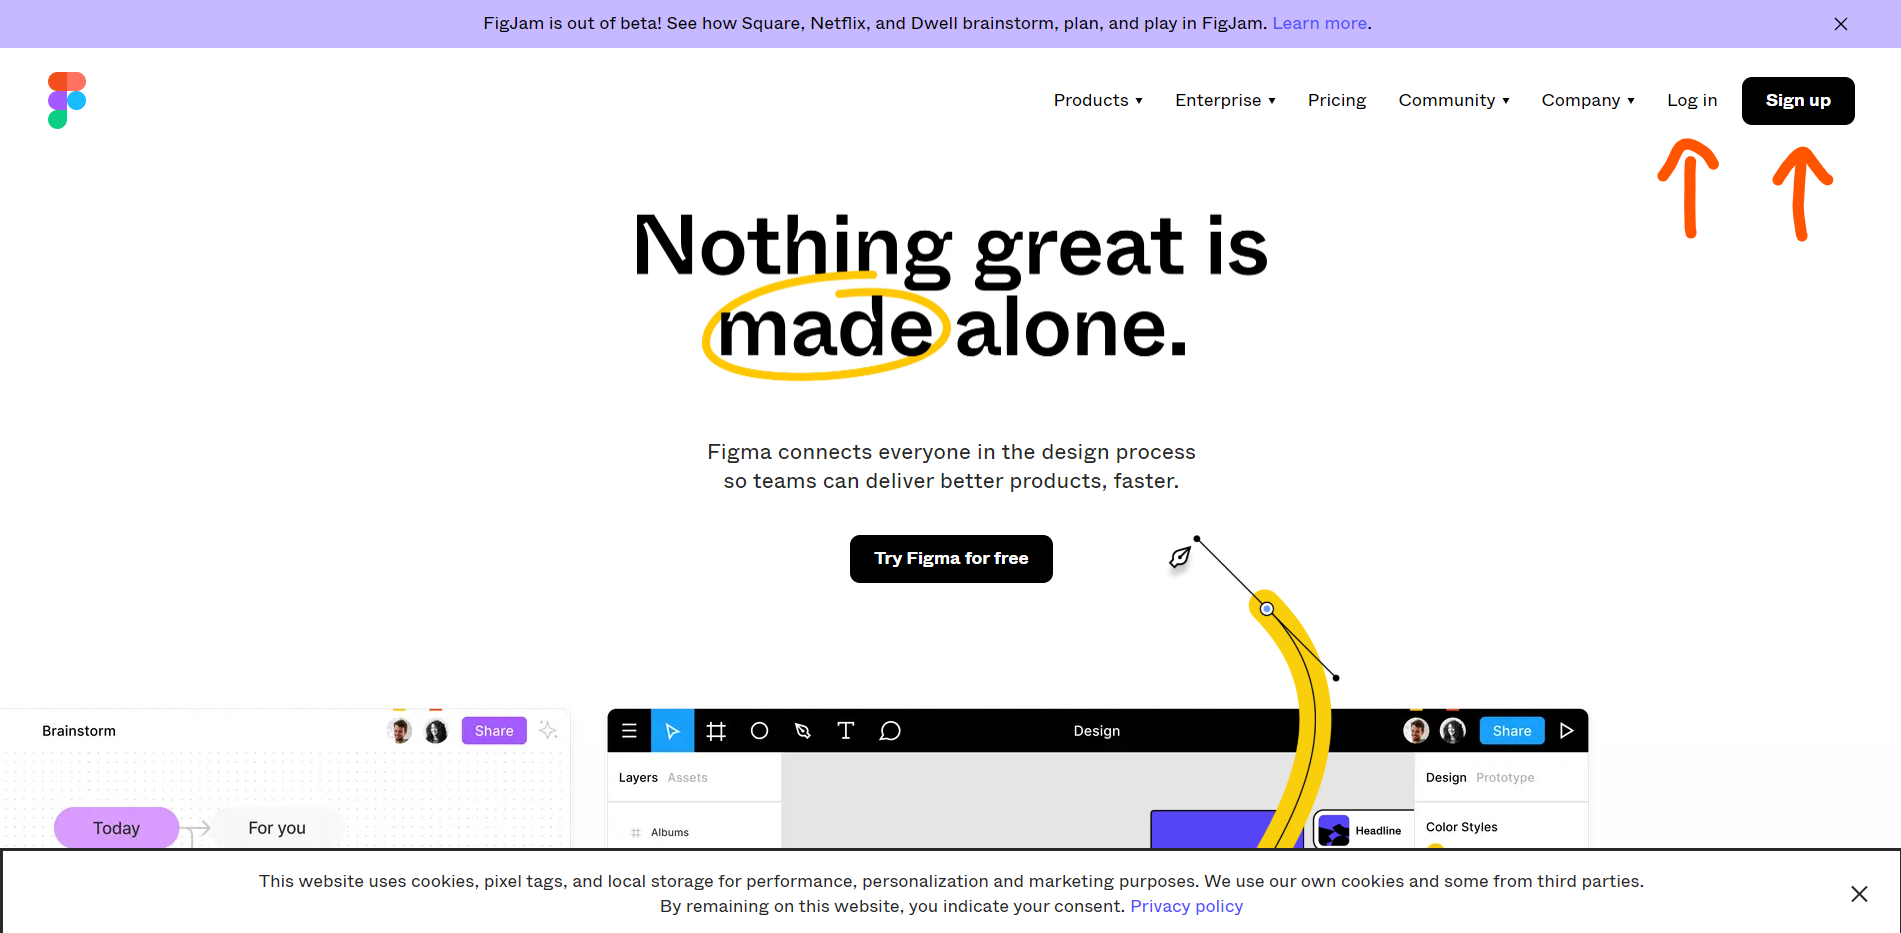 FigJam is out of beta! See how Square, Netflix, and Dwell brainstorm, plan, and play in FigJam. Learn more.
Products Enterprise Pricing Community Company Log in Sign up
Nothing great is
made alone.
Figma connects everyone in the design process
so teams can deliver better products, faster.
Try Figma for free
Brainstorm Share
Today For you
Design Share
Layers Assets
Albums
Headline
Design Prototype
Color Styles
This website uses cookies, pixel tags, and local storage for performance, personalization and marketing purposes. We use our own cookies and some from third parties.
By remaining on this website, you indicate your consent. Privacy policy